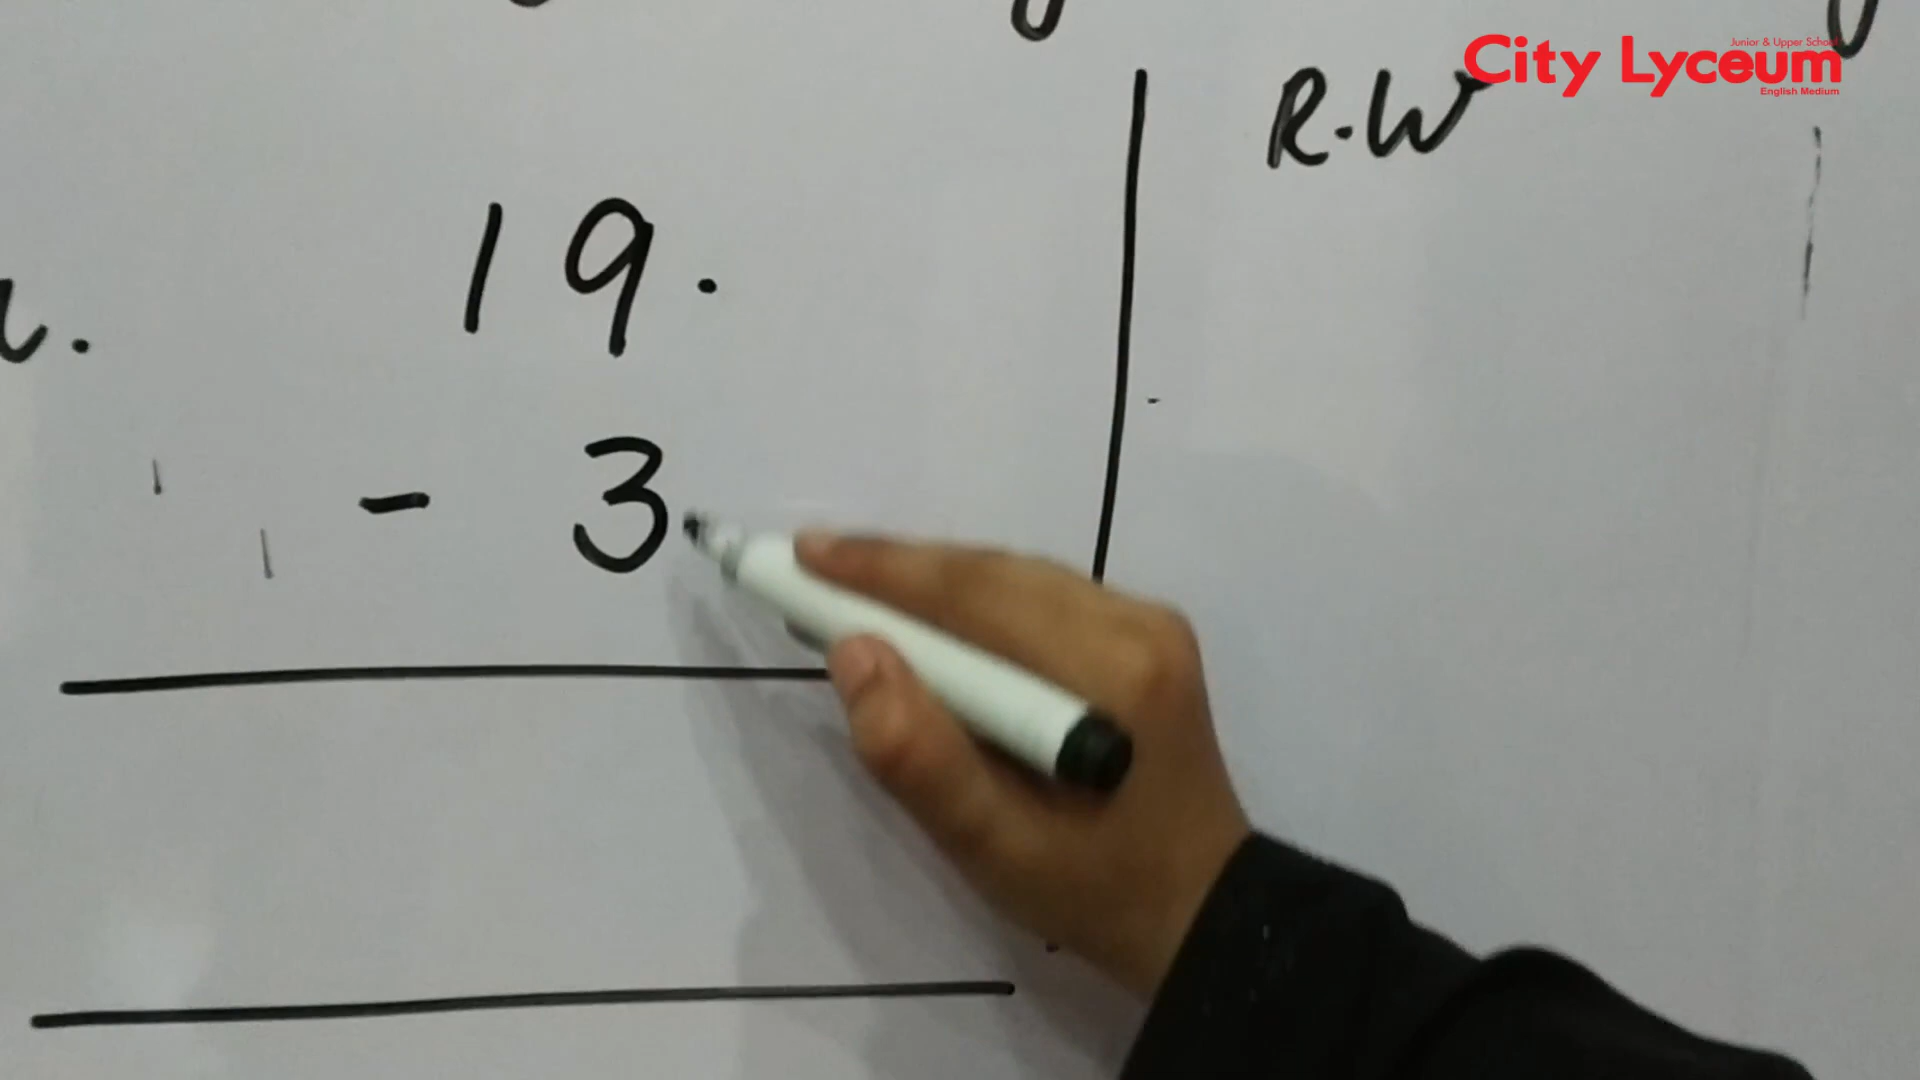 Junior & Upper School
City Lyceum
English Medium
R.W
19.
- 3